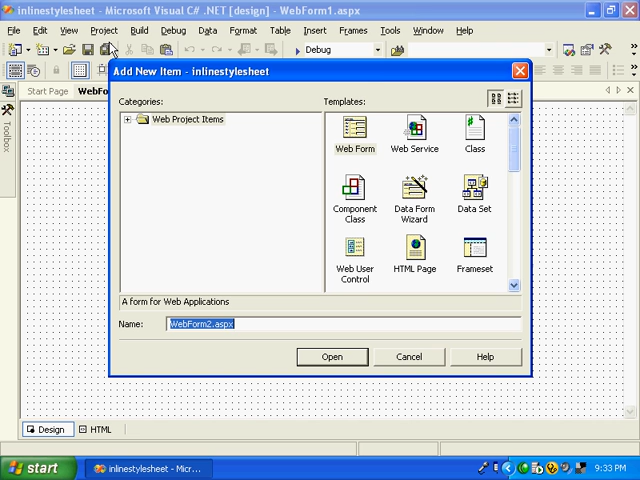 inlinestylesheet - Microsoft Visual C# .NET [design] - WebForm1.aspx
File Edit View Project Build Debug Data Format Table Insert Frames Tools Window Help
Debug
Start Page WebFo
Toolbox
Add New Item - inlinestylesheet
Categories: Templates:
Web Project Items
Web Form Web Service Class
Component Class Data Form Wizard Data Set
Web User Control HTML Page Frameset
A form for Web Applications
Name: WebForm2.aspx
Open Cancel Help
Design HTML
start inlinestylesheet - Micr... 9:33 PM